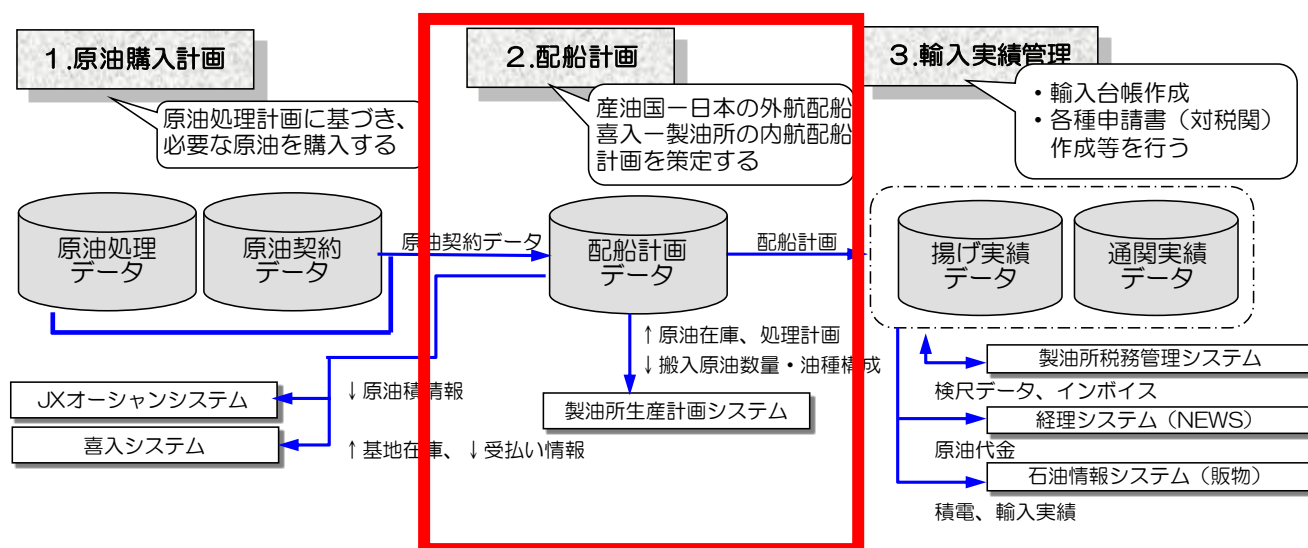 1.原油購入計画
原油処理計画に基づき、
必要な原油を購入する
2.配船計画
産油国ー日本の外航配船
喜入ー製油所の内航配船
計画を策定する
3.輸入実績管理
・輸入台帳作成
・各種申請書（対税関）
作成等を行う
原油処理
データ
原油契約
データ
原油契約データ
配船計画
データ
配船計画
揚げ実績
データ
通関実績
データ
↑原油在庫、処理計画
↓搬入原油数量・油種構成
製油所生産計画システム
JXオーシャンシステム
↓原油積情報
喜入システム
↑基地在庫、↓受払い情報
製油所税務管理システム
検尺データ、インボイス
経理システム（NEWS）
原油代金
石油情報システム（販物）
積電、輸入実績